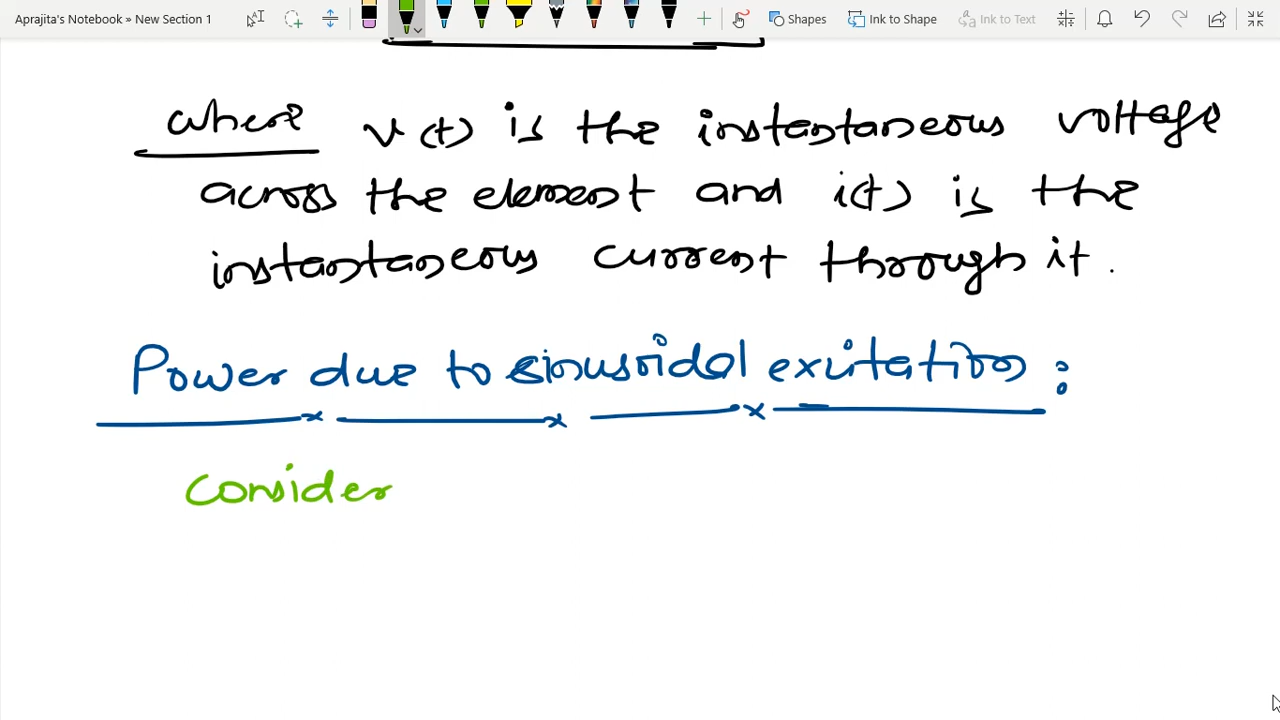 Aprajita's Notebook » New Section 1
Shapes
Ink to Shape
Ink to Text
where v(t) is the instantaneous voltage
across the element and i(t) is the
instantaneous current through it.
Power due to sinusoidal exitation :
Consider